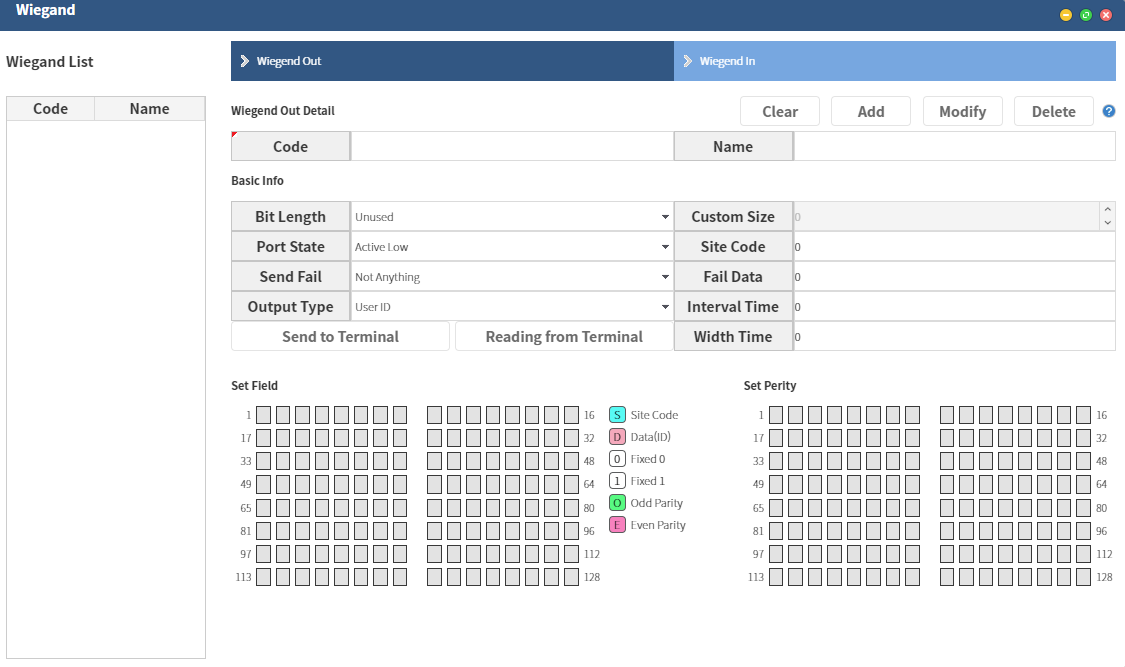 Wiegand
Wiegand List
Code Name
Wiegend Out Wiegend In
Wiegend Out Detail Clear Add Modify Delete ?
Code Name
Basic Info
Bit Length Unused Custom Size 0
Port State Active Low Site Code 0
Send Fail Not Anything Fail Data 0
Output Type User ID Interval Time 0
Send to Terminal Reading from Terminal Width Time 0
Set Field Set Perity
1 16 S Site Code 1 16
17 32 D Data(ID) 17 32
33 48 0 Fixed 0 33 48
49 64 1 Fixed 1 49 64
65 80 O Odd Parity 65 80
81 96 E Even Parity 81 96
97 112 97 112
113 128 113 128